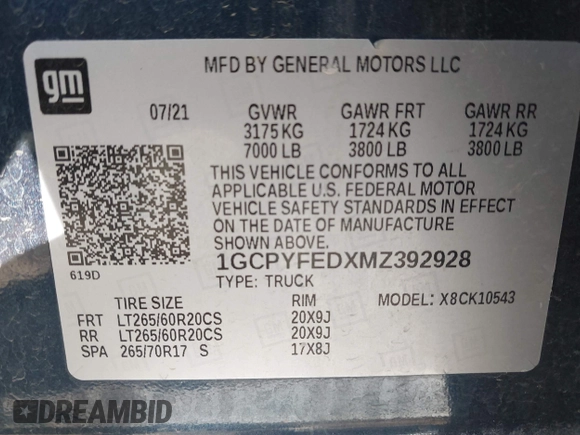 gm
MFD BY GENERAL MOTORS LLC
07/21 GVWR GAWR FRT GAWR RR
3175 KG 1724 KG 1724 KG
7000 LB 3800 LB 3800 LB
THIS VEHICLE CONFORMS TO ALL
APPLICABLE U.S. FEDERAL MOTOR
VEHICLE SAFETY STANDARDS IN EFFECT
ON THE DATE OF MANUFACTURE
SHOWN ABOVE.
619D
1GCPYFEDXMZ392928
TYPE: TRUCK
TIRE SIZE RIM MODEL: X8CK10543
FRT LT265/60R20CS 20X9J
RR LT265/60R20CS 20X9J
SPA 265/70R17 S 17X8J
DREAMBID